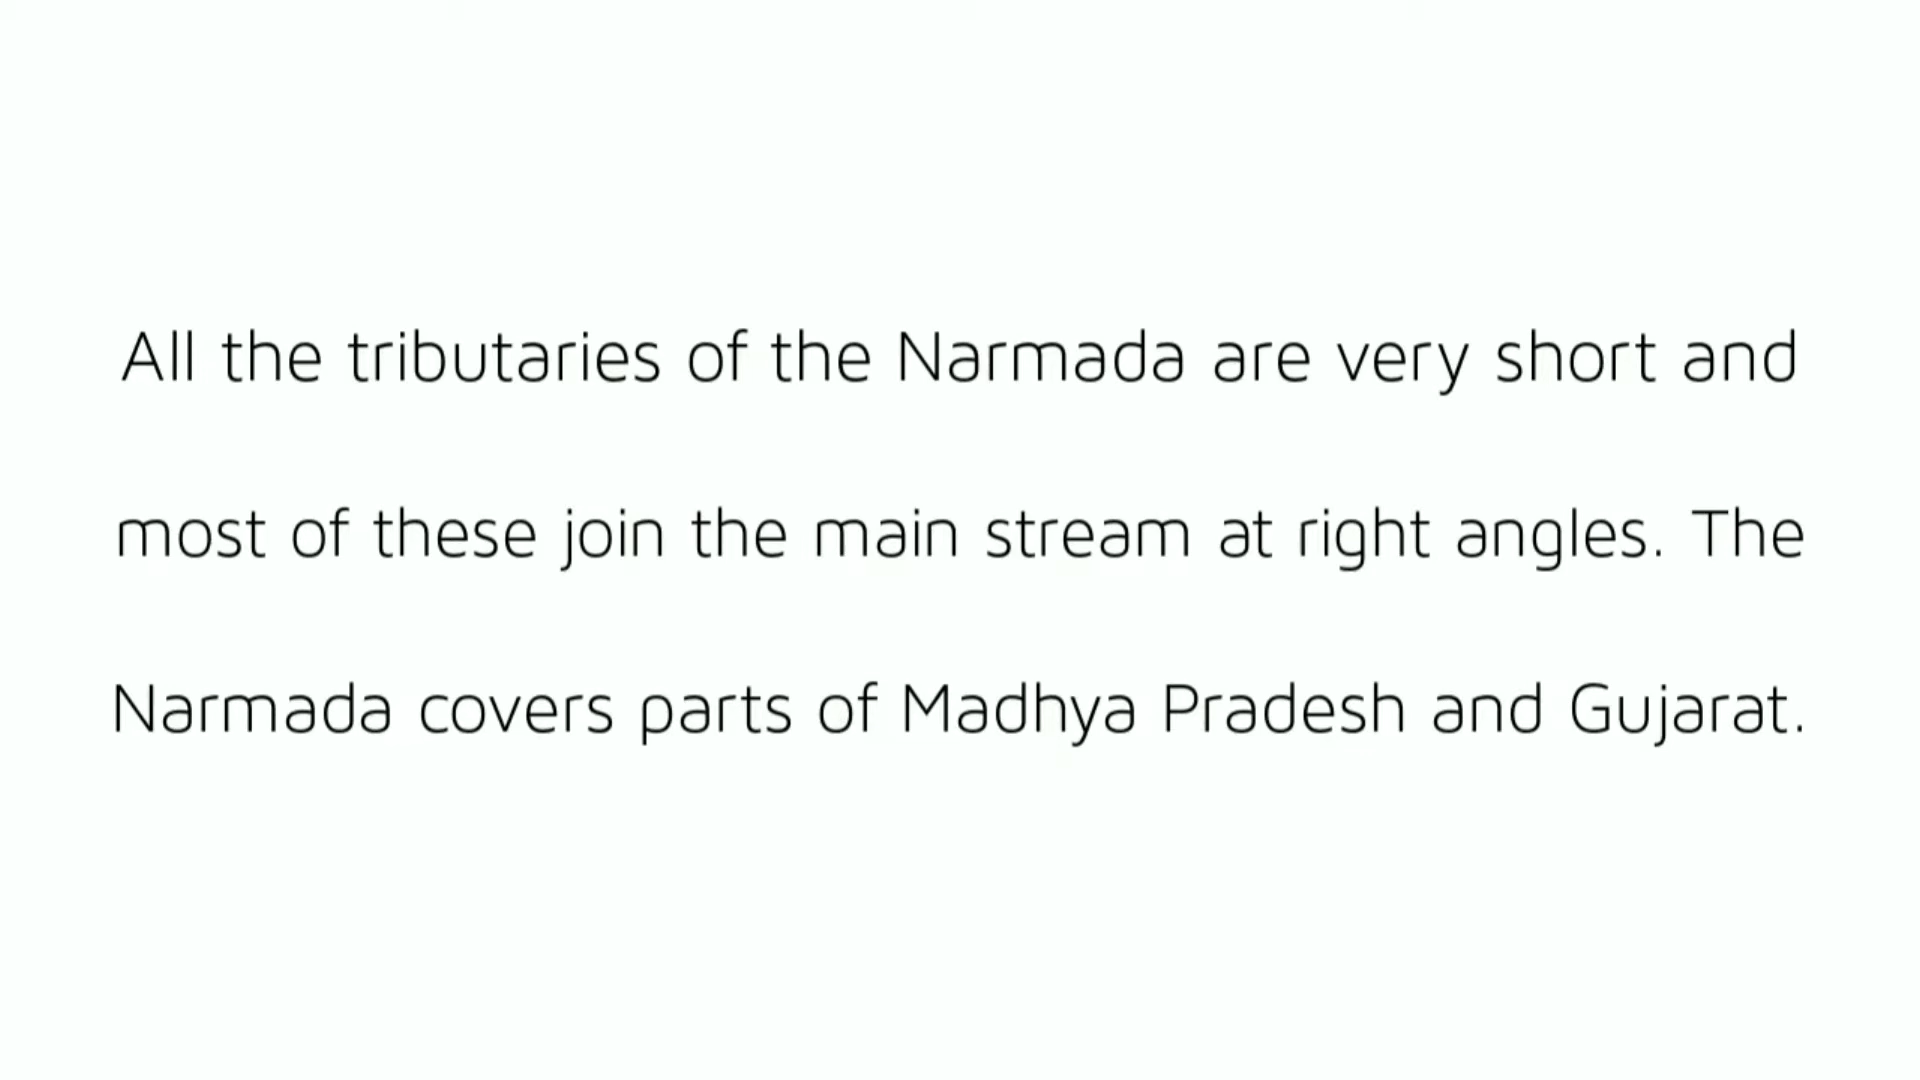 All the tributaries of the Narmada are very short and
most of these join the main stream at right angles. The
Narmada covers parts of Madhya Pradesh and Gujarat.